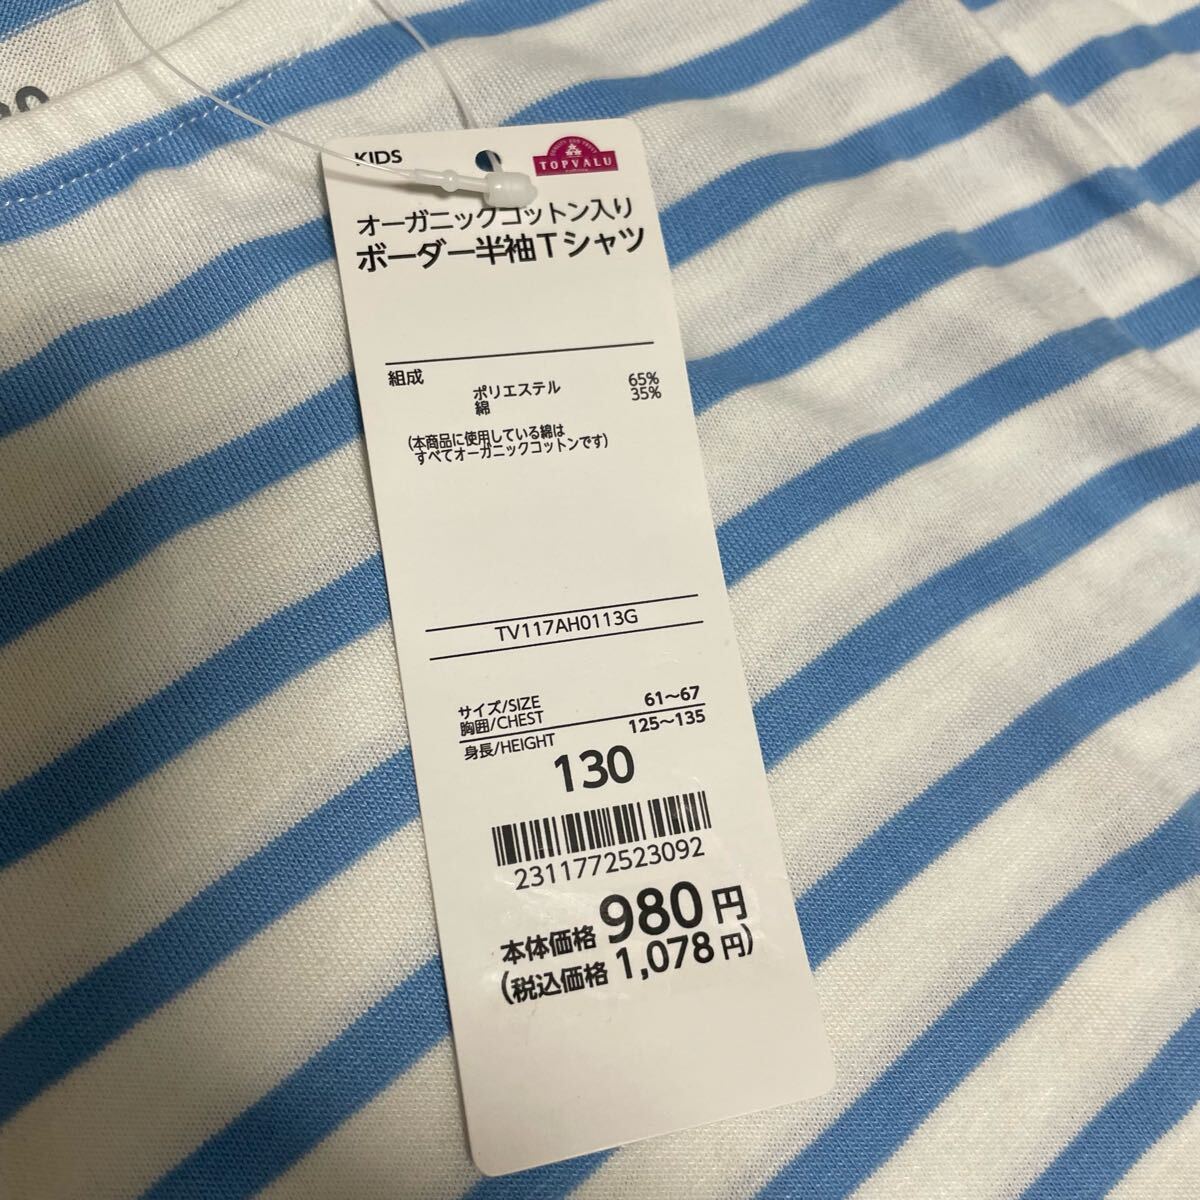 KIDS
TOPVALU
オーガニックコットン入り
ボーダー半袖Tシャツ
組成
ポリエステル 65%
綿 35%
(本商品に使用している綿は
すべてオーガニックコットンです)
TV117AH0113G
サイズ/SIZE
胸囲/CHEST 61～67
身長/HEIGHT 125～135
130
2311772523092
本体価格 980円
(税込価格 1,078円)